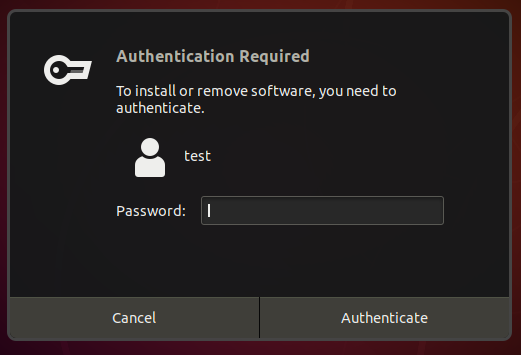 Authentication Required
To install or remove software, you need to
authenticate.
test
Password:
Cancel
Authenticate